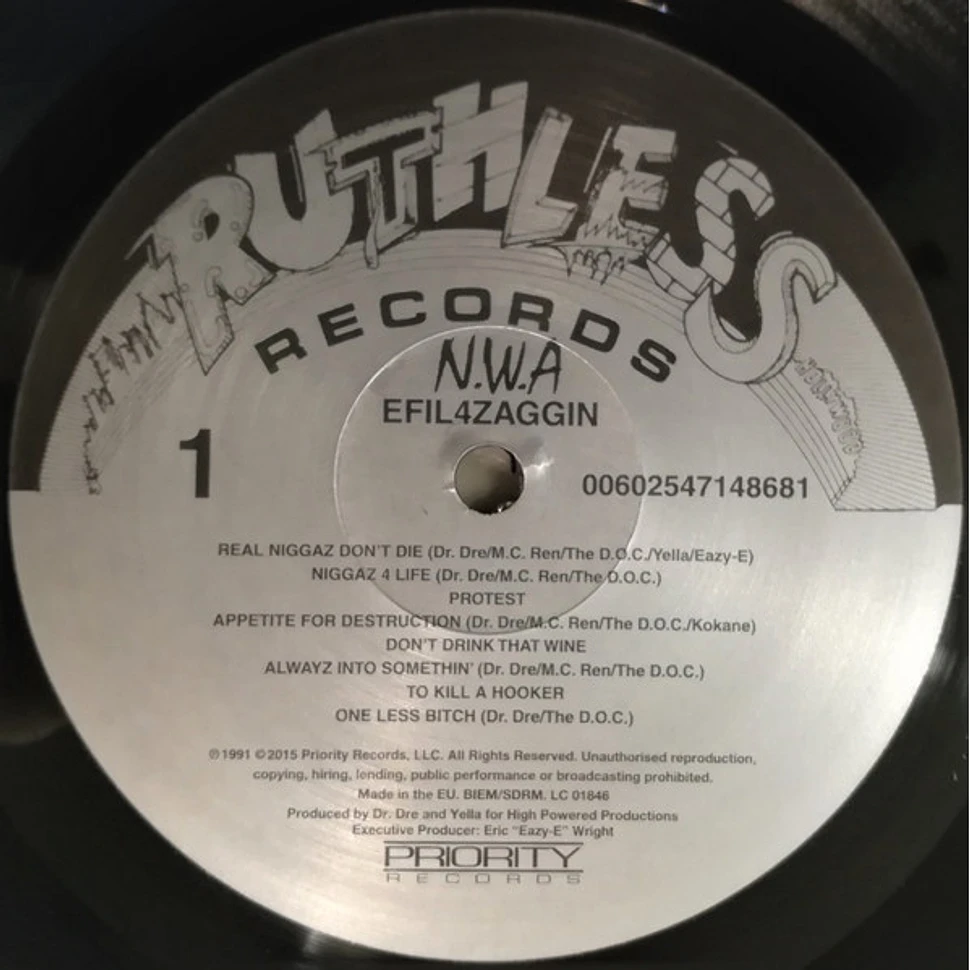 RUTHLESS
RECORDS
N.W.A
EFIL4ZAGGIN
1
00602547148681
HOLLYWOOD
REAL NIGGAZ DON'T DIE (Dr. Dre/M.C. Ren/The D.O.C./Yella/Eazy-E)
NIGGAZ 4 LIFE (Dr. Dre/M.C. Ren/The D.O.C.)
PROTEST
APPETITE FOR DESTRUCTION (Dr. Dre/M.C. Ren/The D.O.C./Kokane)
DON'T DRINK THAT WINE
ALWAYZ INTO SOMETHIN' (Dr. Dre/M.C. Ren/The D.O.C.)
TO KILL A HOOKER
ONE LESS BITCH (Dr. Dre/The D.O.C.)
℗ 1991 © 2015 Priority Records, LLC. All Rights Reserved. Unauthorised reproduction,
copying, hiring, lending, public performance or broadcasting prohibited.
Made in the EU. BIEM/SDRM. LC 01846
Produced by Dr. Dre and Yella for High Powered Productions
Executive Producer: Eric "Eazy-E" Wright
PRIORITY
RECORDS